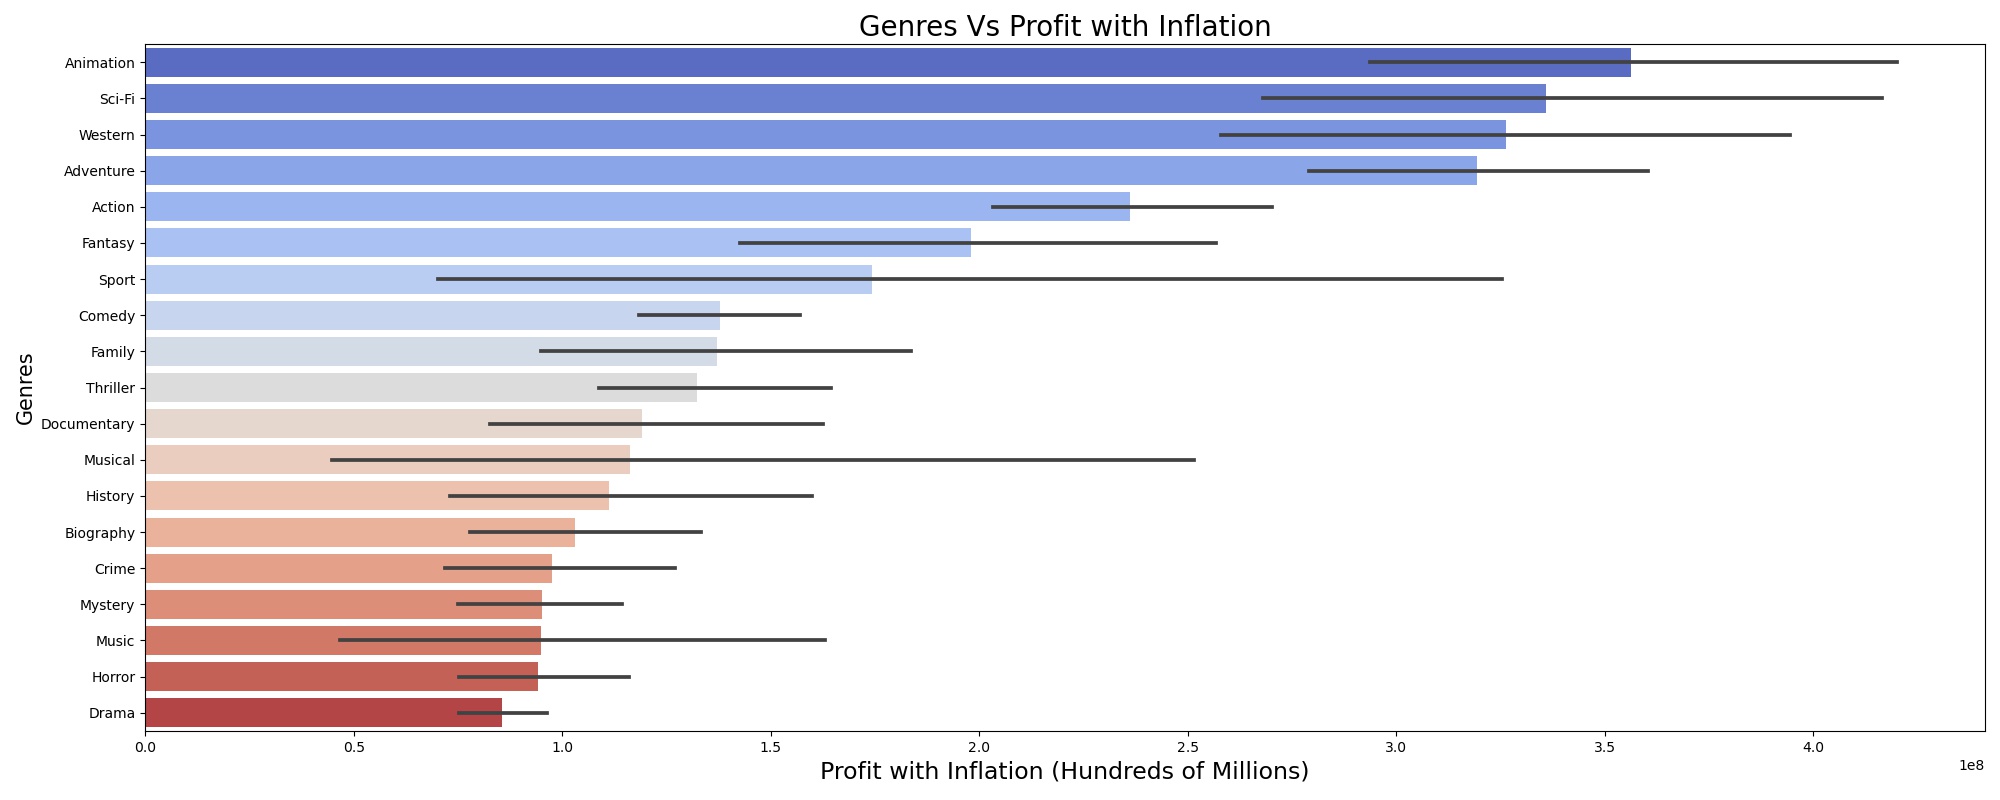 Genres Vs Profit with Inflation
Genres
Animation
Sci-Fi
Western
Adventure
Action
Fantasy
Sport
Comedy
Family
Thriller
Documentary
Musical
History
Biography
Crime
Mystery
Music
Horror
Drama
0.0 0.5 1.0 1.5 2.0 2.5 3.0 3.5 4.0
1e8
Profit with Inflation (Hundreds of Millions)